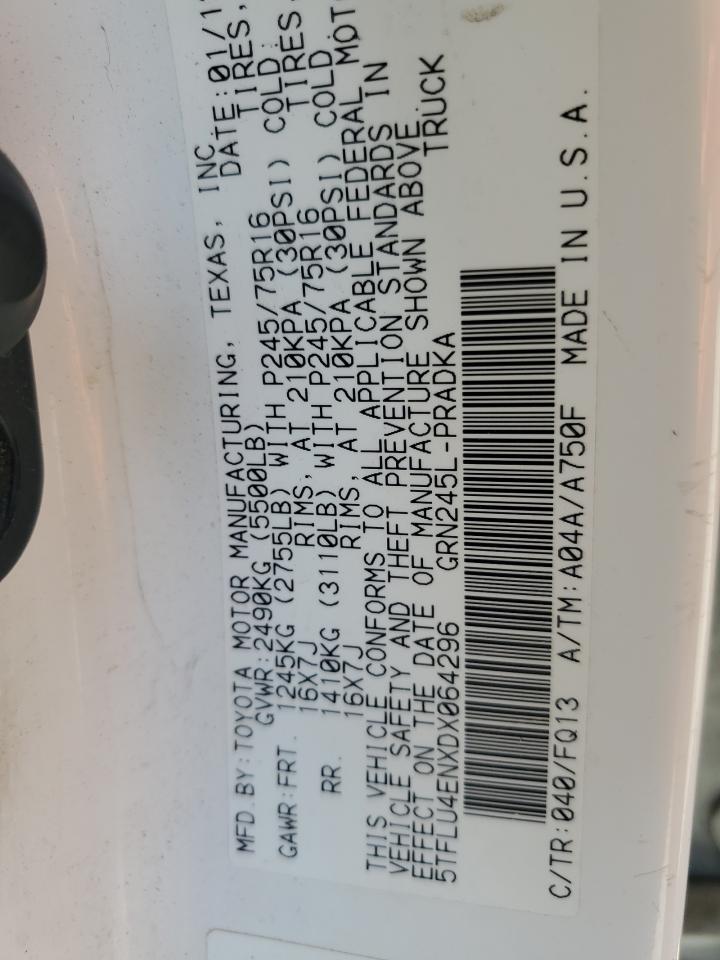 MFD.BY:TOYOTA MOTOR MANUFACTURING, TEXAS, INC.
GVWR:2490KG (5500LB) DATE:01/1
GAWR:FRT. 1245KG (2755LB) WITH P245/75R16 TIRES,
16X7J RIMS, AT 210KPA (30PSI) COLD.
RR. 1410KG (3110LB) WITH P245/75R16 TIRES,
16X7J RIMS, AT 210KPA (30PSI) COLD
THIS VEHICLE CONFORMS TO ALL APPLICABLE FEDERAL
VEHICLE SAFETY AND THEFT PREVENTION STANDARDS IN
EFFECT ON THE DATE OF MANUFACTURE SHOWN ABOVE.
5TFLU4ENXDX064296 GRN245L-PRADKA TRUCK
C/TR:040/FQ13 A/TM:A04A/A750F MADE IN U.S.A.